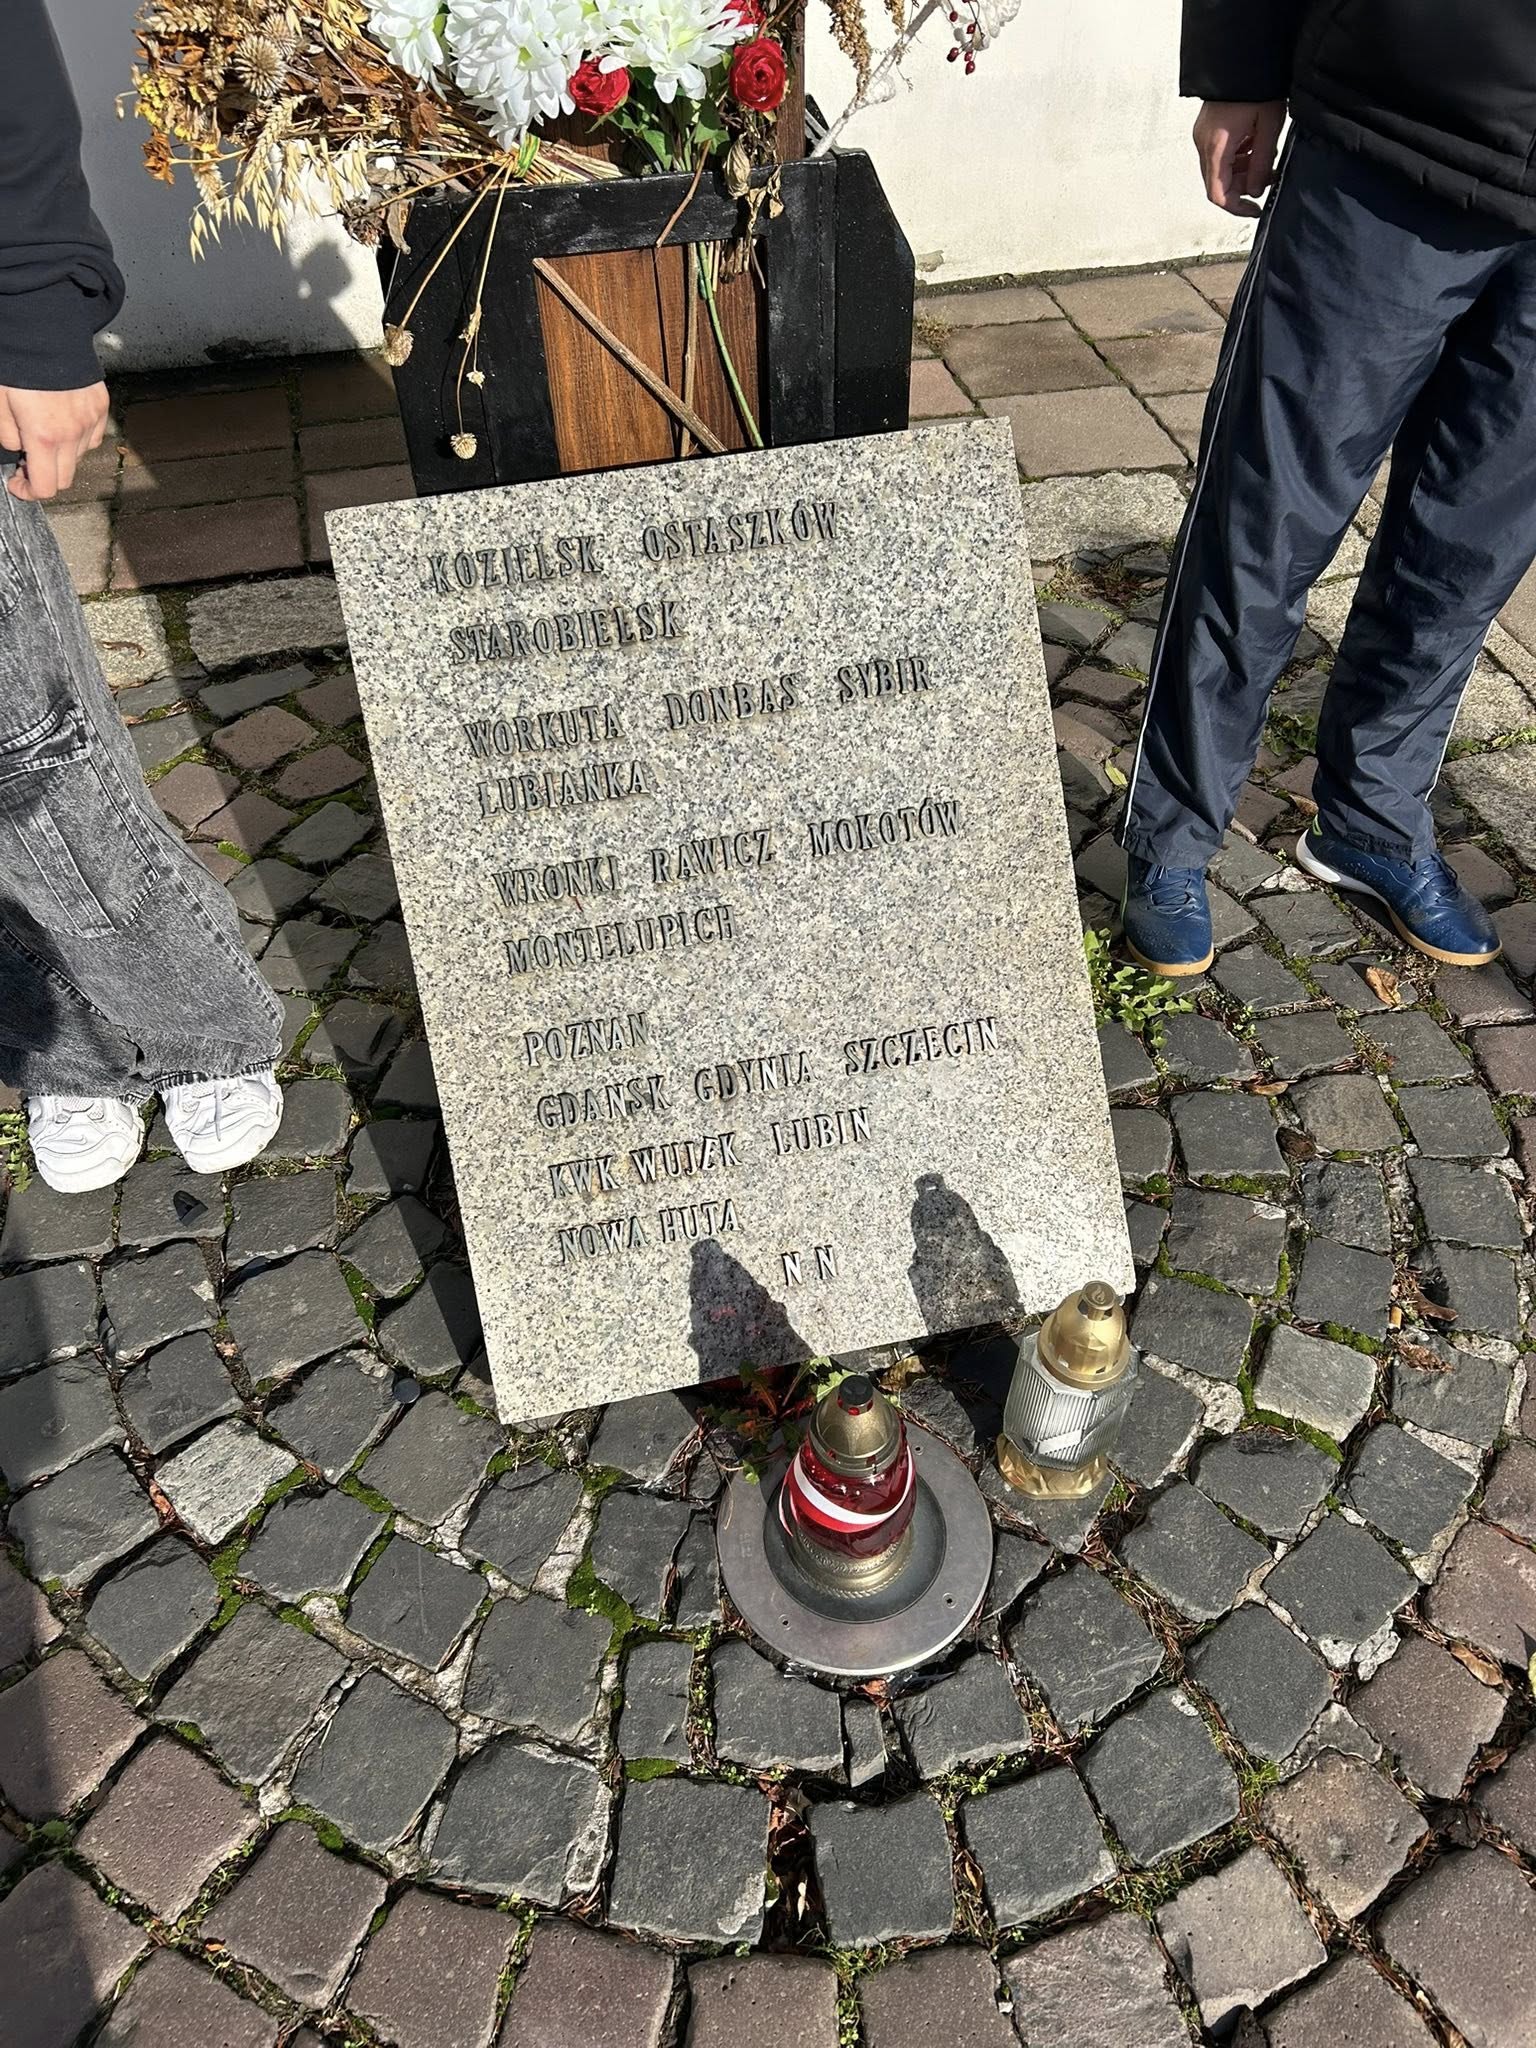 KOZIELSK OSTASZKÓW
STAROBIELSK
WORKUTA DONBAS SYBIR
ŁUBIANKA
WRONKI RAWICZ MOKOTÓW
MONTELUPICH
POZNAŃ
GDAŃSK GDYNIA SZCZECIN
KWK WUJEK LUBIN
NOWA HUTA
N N